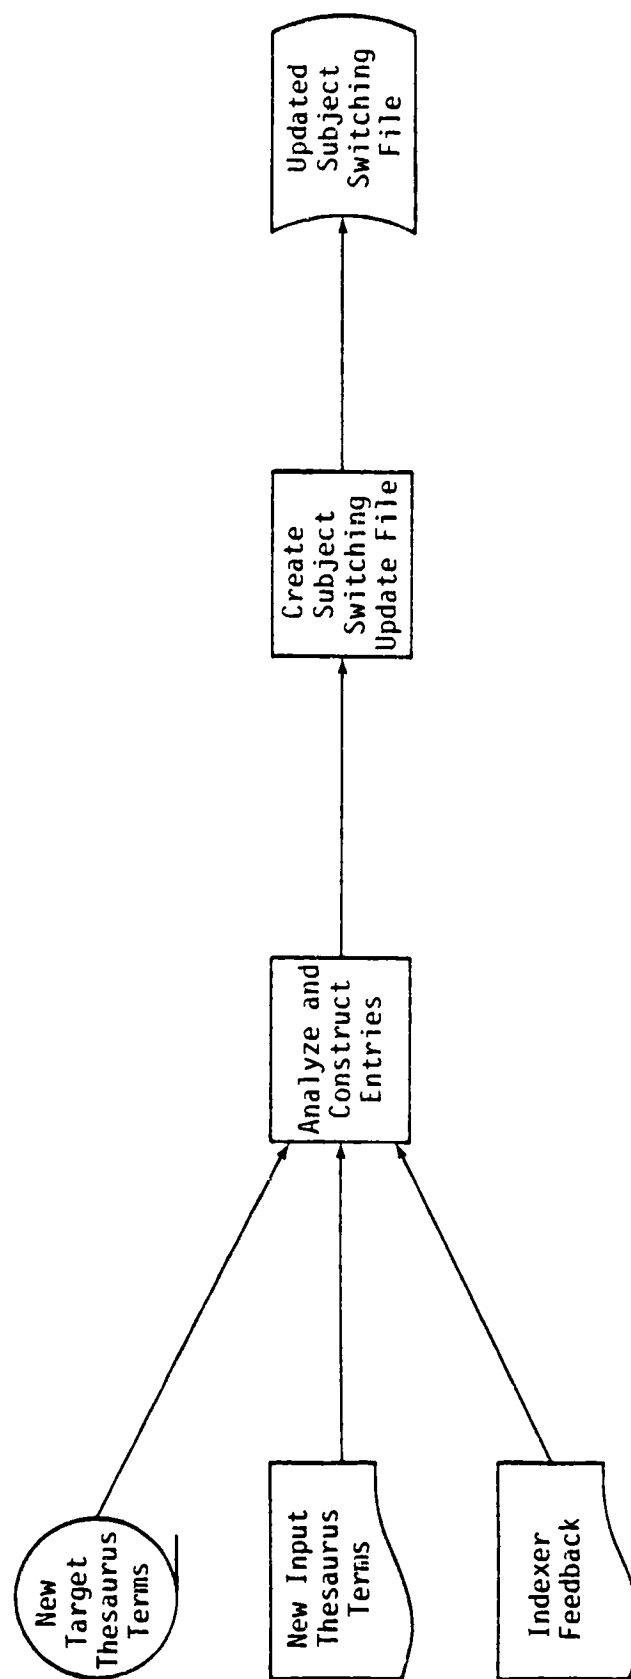 New
Target
Thesaurus
Terms
New Input
Thesaurus
Terms
Indexer
Feedback
Analyze and
Construct
Entries
Create
Subject
Switching
Update File
Updated
Subject
Switching
File